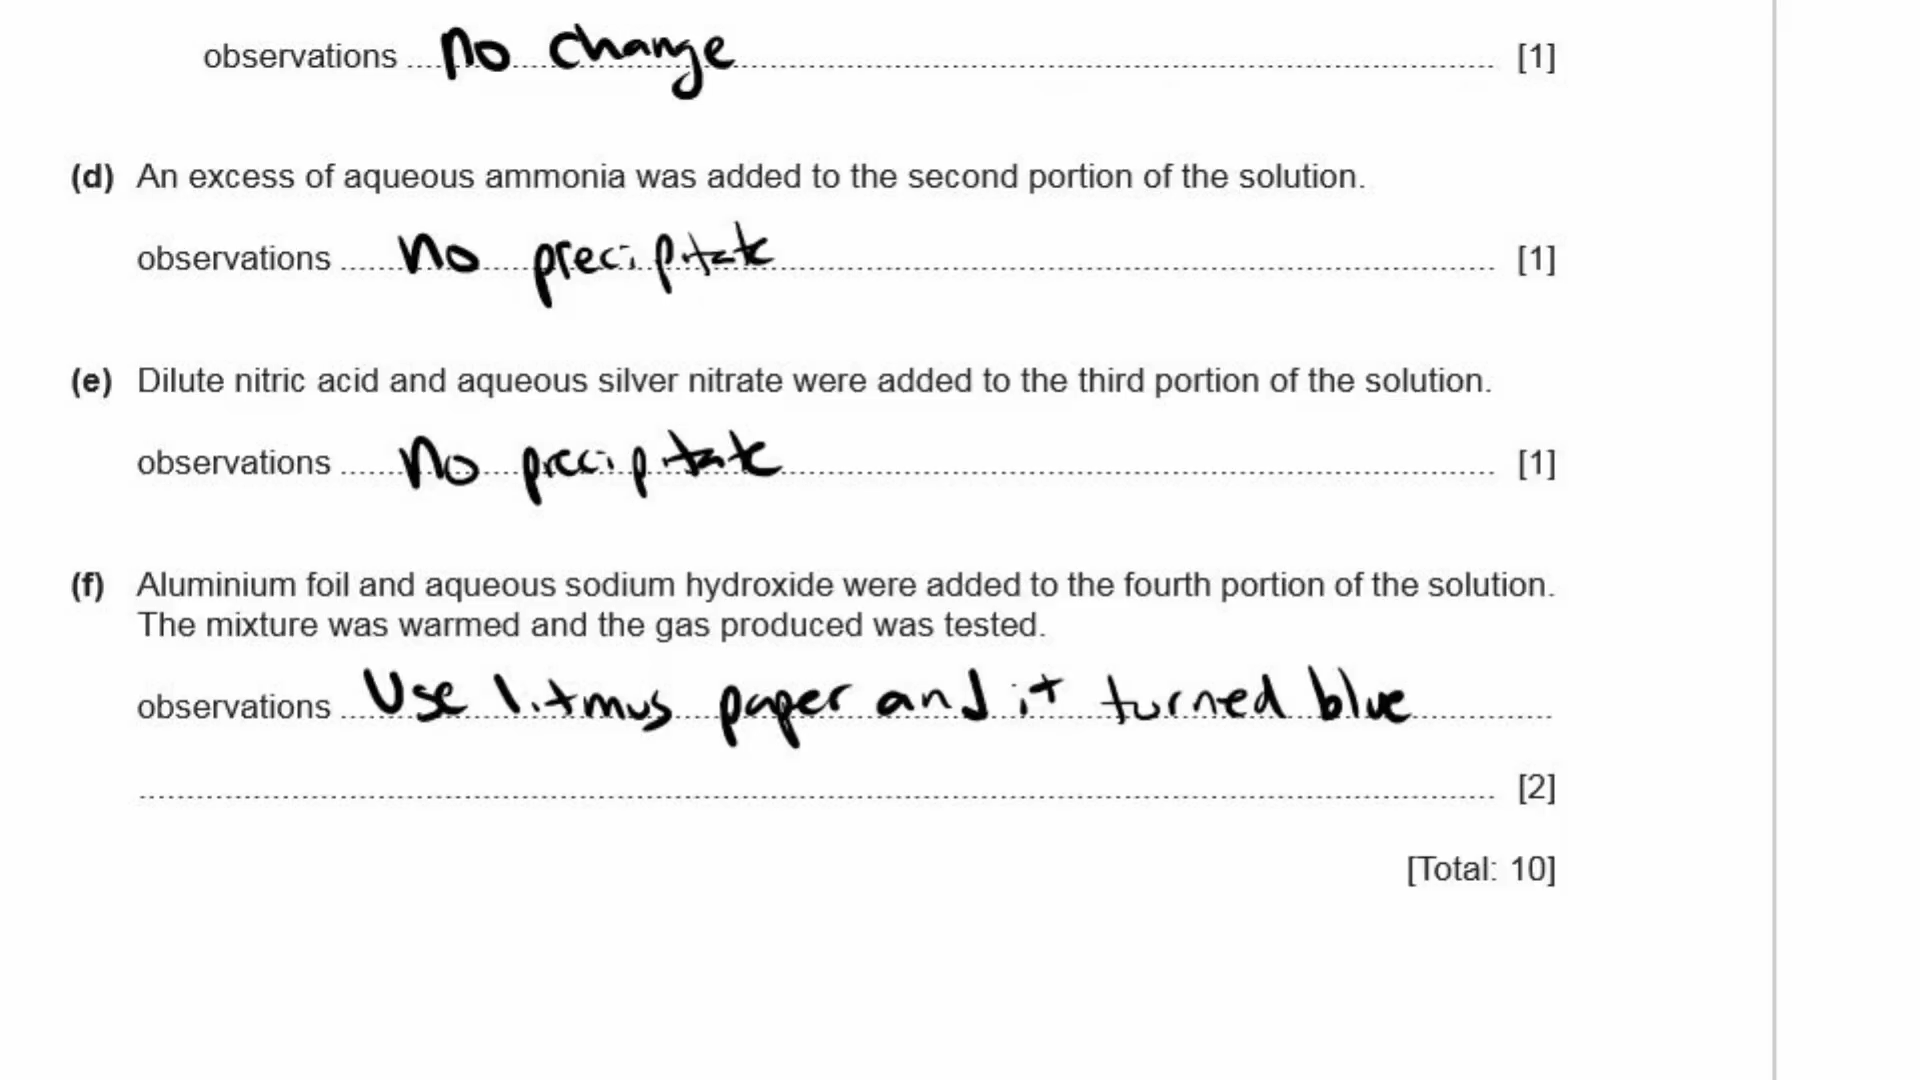 observations ... no change ... [1]
(d) An excess of aqueous ammonia was added to the second portion of the solution.
observations ... no precipitate ... [1]
(e) Dilute nitric acid and aqueous silver nitrate were added to the third portion of the solution.
observations ... no precipitate ... [1]
(f) Aluminium foil and aqueous sodium hydroxide were added to the fourth portion of the solution.
The mixture was warmed and the gas produced was tested.
observations ... Use litmus paper and it turned blue ...
... [2]
[Total: 10]